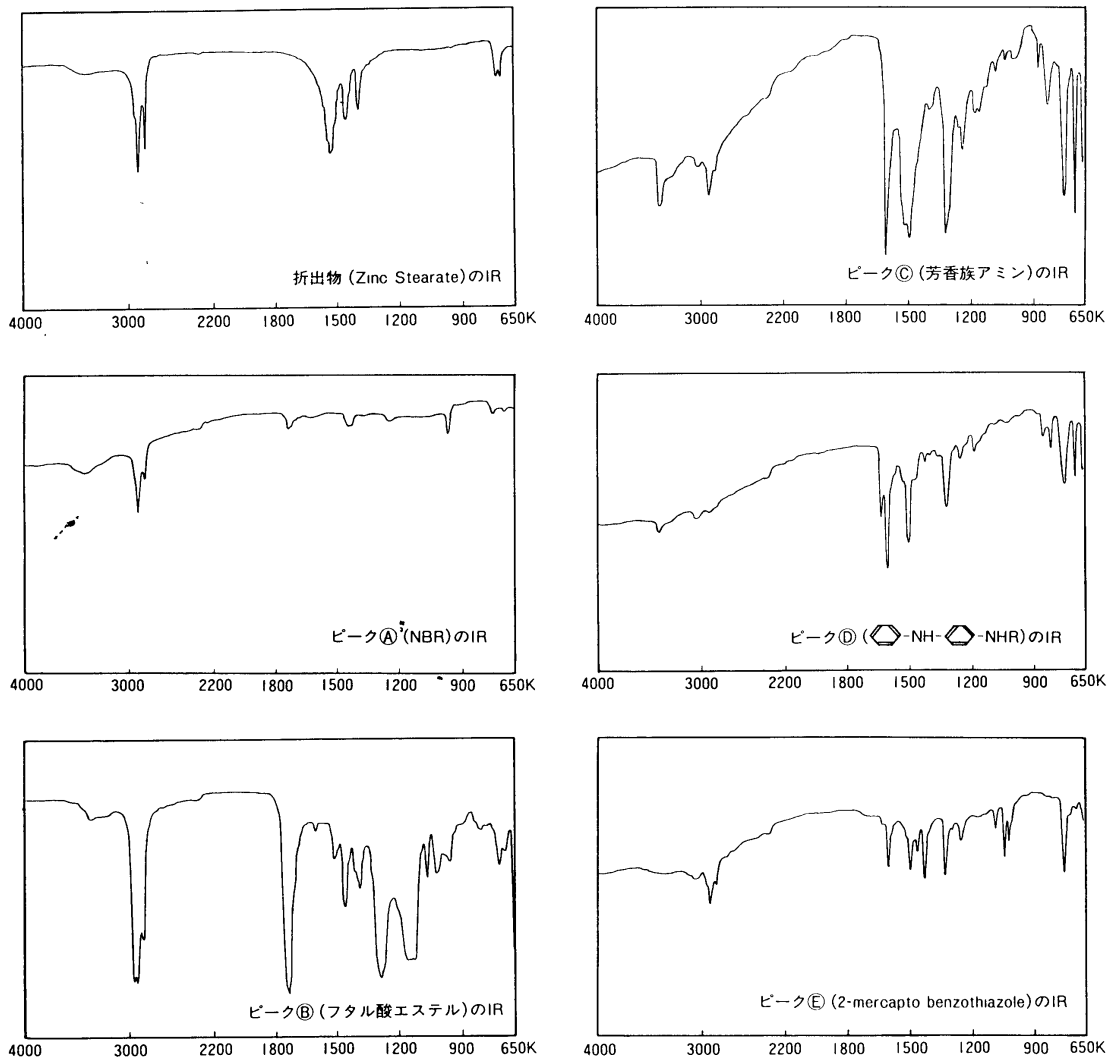 折出物 (Zinc Stearate)のIR
4000 3000 2200 1500 900 650K
ピークⒶ (NBR)のIR
4000 3000 2200 1800 1500 1200 900 650K
ピークⒷ (フタル酸エステル)のIR
4000 3000 2200 1800 1500 1200 900 650K
ピークⒸ (芳香族アミン)のIR
4000 3000 2200 1800 1500 1200 900 650K
ピークⒹ (-NH- -NHR)のIR
4000 3000 2200 1800 1500 1200 900 650K
ピークⒺ (2-mercapto benzothiazole)のIR
4000 3000 2200 1800 1500 1200 900 650K